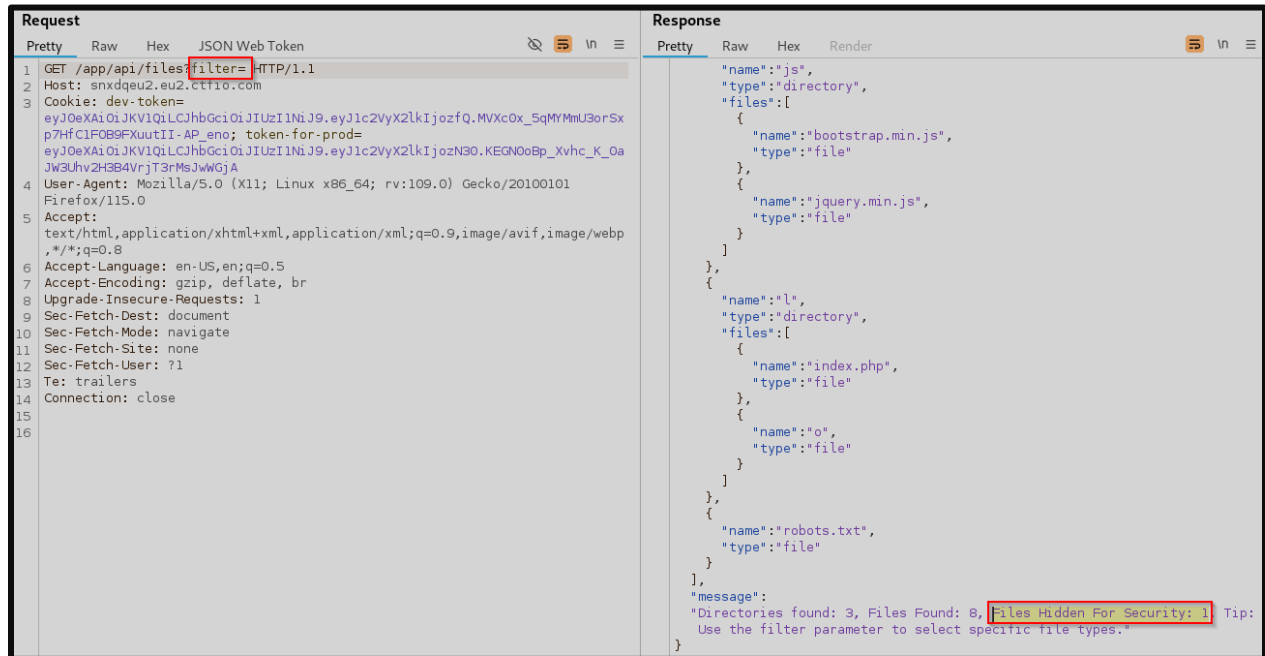 Request
Pretty Raw Hex JSON Web Token \n
1 GET /app/api/files?filter= HTTP/1.1
2 Host: snxdqeu2.eu2.ctfio.com
3 Cookie: dev-token=
eyJ0eXAiOiJKV1QiLCJhbGciOiJIUzI1NiJ9.eyJ1c2VyX2lkIjozfQ.MVXcOx_5qMYMmU3orSx
p7HfC1FOB9FXuutII-AP_eno; token-for-prod=
eyJ0eXAiOiJKV1QiLCJhbGciOiJIUzI1NiJ9.eyJ1c2VyX2lkIjozN30.KEGNOoBp_Xvhc_K_Oa
JW3Uhv2H3B4VrjT3rMsJwWGjA
4 User-Agent: Mozilla/5.0 (X11; Linux x86_64; rv:109.0) Gecko/20100101
Firefox/115.0
5 Accept:
text/html,application/xhtml+xml,application/xml;q=0.9,image/avif,image/webp
,*/*;q=0.8
6 Accept-Language: en-US,en;q=0.5
7 Accept-Encoding: gzip, deflate, br
8 Upgrade-Insecure-Requests: 1
9 Sec-Fetch-Dest: document
10 Sec-Fetch-Mode: navigate
11 Sec-Fetch-Site: none
12 Sec-Fetch-User: ?1
13 Te: trailers
14 Connection: close
15
16
Response
Pretty Raw Hex Render \n
"name":"js",
"type":"directory",
"files":[
{
"name":"bootstrap.min.js",
"type":"file"
},
{
"name":"jquery.min.js",
"type":"file"
}
]
},
{
"name":"l",
"type":"directory",
"files":[
{
"name":"index.php",
"type":"file"
},
{
"name":"o",
"type":"file"
}
]
},
{
"name":"robots.txt",
"type":"file"
}
],
"message":
"Directories found: 3, Files Found: 8, Files Hidden For Security: 1, Tip:
Use the filter parameter to select specific file types."
}